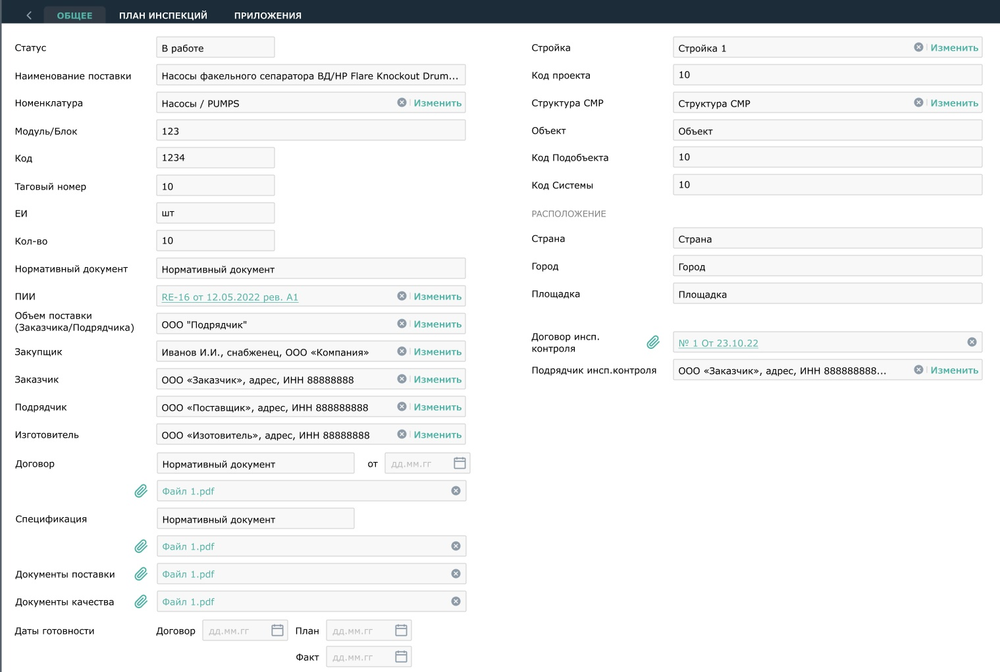 ОБЩЕЕ ПЛАН ИНСПЕКЦИЙ ПРИЛОЖЕНИЯ
Статус В работе
Наименование поставки Насосы факельного сепаратора ВД/HP Flare Knockout Drum...
Номенклатура Насосы / PUMPS Изменить
Модуль/Блок 123
Код 1234
Таговый номер 10
ЕИ шт
Кол-во 10
Нормативный документ Нормативный документ
ПИИ RE-16 от 12.05.2022 рев. А1 Изменить
Объем поставки
(Заказчика/Подрядчика) ООО "Подрядчик" Изменить
Закупщик Иванов И.И., снабженец, ООО «Компания» Изменить
Заказчик ООО «Заказчик», адрес, ИНН 88888888 Изменить
Подрядчик ООО «Поставщик», адрес, ИНН 888888888 Изменить
Изготовитель ООО «Изотовитель», адрес, ИНН 88888888 Изменить
Договор Нормативный документ от дд.мм.гг
Файл 1.pdf
Спецификация Нормативный документ
Файл 1.pdf
Документы поставки Файл 1.pdf
Документы качества Файл 1.pdf
Даты готовности Договор дд.мм.гг План дд.мм.гг
Факт дд.мм.гг
Стройка Стройка 1 Изменить
Код проекта 10
Структура СМР Структура СМР Изменить
Объект Объект
Код Подобъекта 10
Код Системы 10
РАСПОЛОЖЕНИЕ
Страна Страна
Город Город
Площадка Площадка
Договор инсп.
контроля № 1 От 23.10.22
Подрядчик инсп.контроля ООО «Заказчик», адрес, ИНН 888888888... Изменить